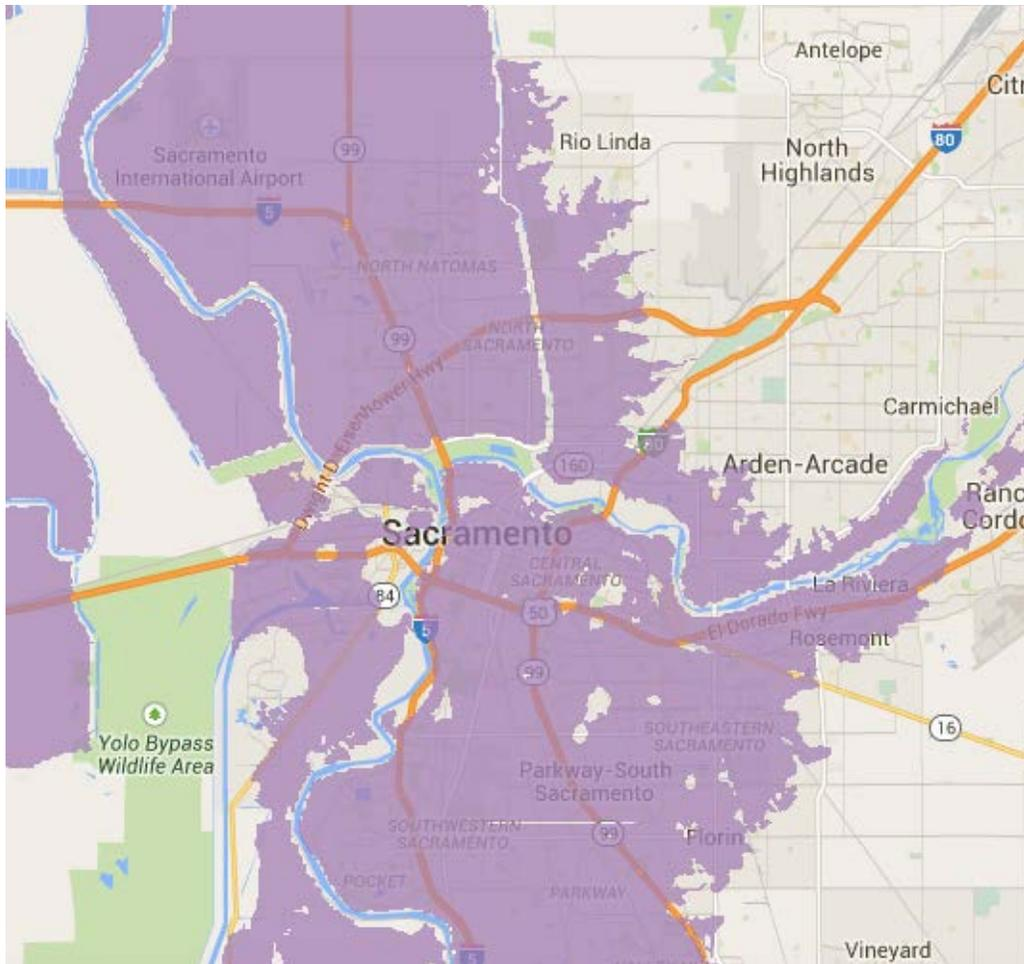 Antelope
Citr
80
Rio Linda
North
Highlands
99
Sacramento
International Airport
5
NORTH NATOMAS
99
NORTH
SACRAMENTO
Dwight D. Eisenhower Hwy
Carmichael
80
160
Arden-Arcade
Ranc
Cordo
Sacramento
CENTRAL
SACRAMENTO
84
50
La Riviera
5
El Dorado Fwy
Rosemont
99
Yolo Bypass
Wildlife Area
SOUTHEASTERN
SACRAMENTO
16
Parkway-South
Sacramento
SOUTHWESTERN
SACRAMENTO
99
Florin
POCKET
PARKWAY
5
Vineyard